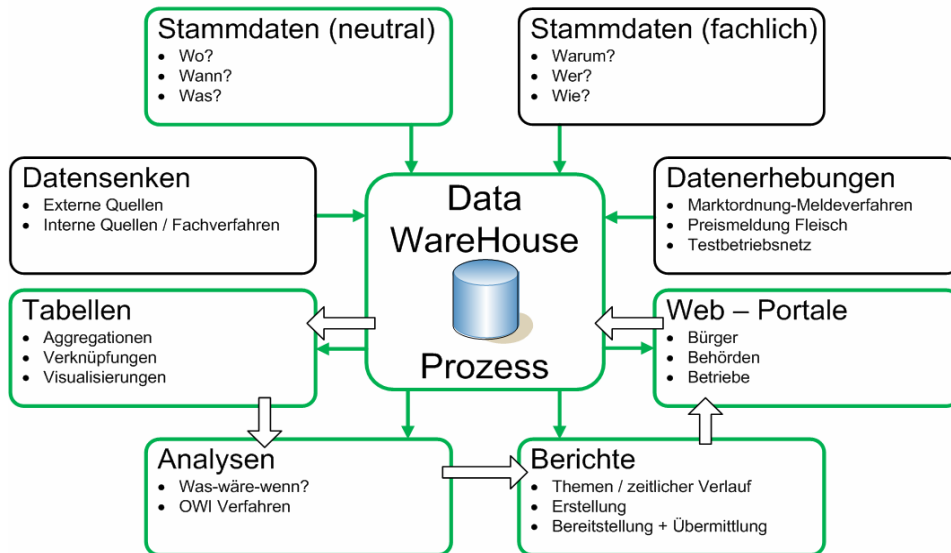 Stammdaten (neutral)
• Wo?
• Wann?
• Was?
Stammdaten (fachlich)
• Warum?
• Wer?
• Wie?
Datensenken
• Externe Quellen
• Interne Quellen / Fachverfahren
Data
WareHouse
Prozess
Datenerhebungen
• Marktordnung-Meldeverfahren
• Preismeldung Fleisch
• Testbetriebsnetz
Tabellen
• Aggregationen
• Verknüpfungen
• Visualisierungen
Web – Portale
• Bürger
• Behörden
• Betriebe
Analysen
• Was-wäre-wenn?
• OWI Verfahren
Berichte
• Themen / zeitlicher Verlauf
• Erstellung
• Bereitstellung + Übermittlung